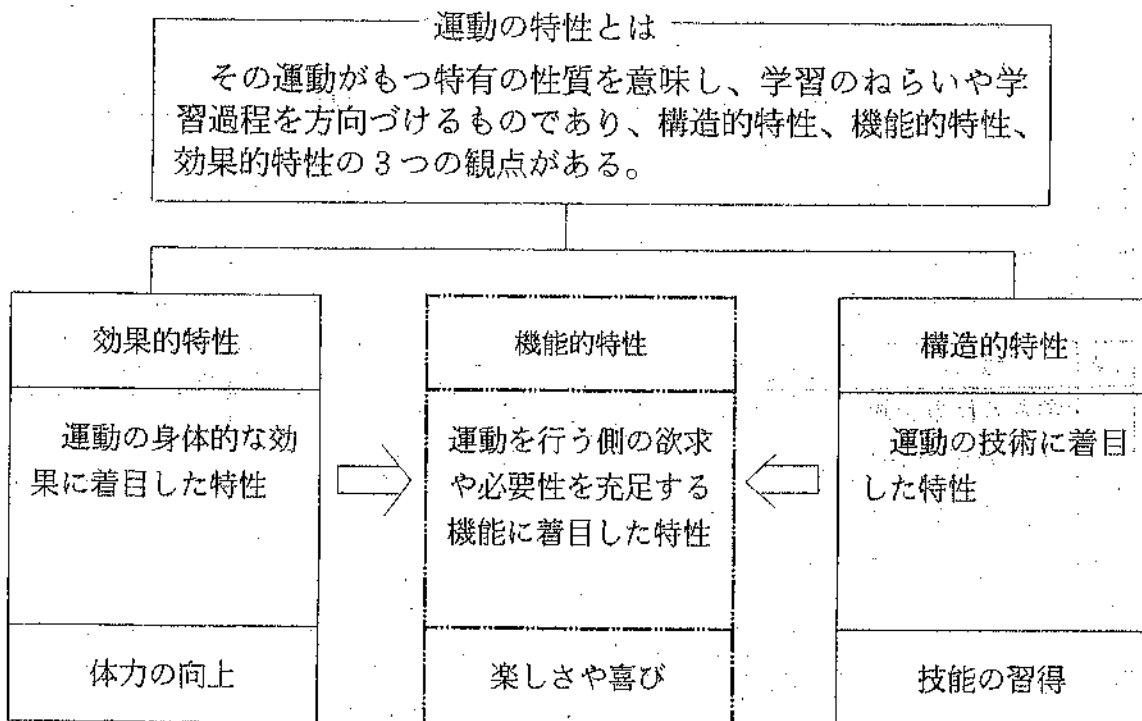 運動の特性とは
その運動がもつ特有の性質を意味し、学習のねらいや学
習過程を方向づけるものであり、構造的特性、機能的特性、
効果的特性の3つの観点がある。
効果的特性
運動の身体的な効
果に着目した特性
体力の向上
機能的特性
運動を行う側の欲求
や必要性を充足する
機能に着目した特性
楽しさや喜び
構造的特性
運動の技術に着目
した特性
技能の習得